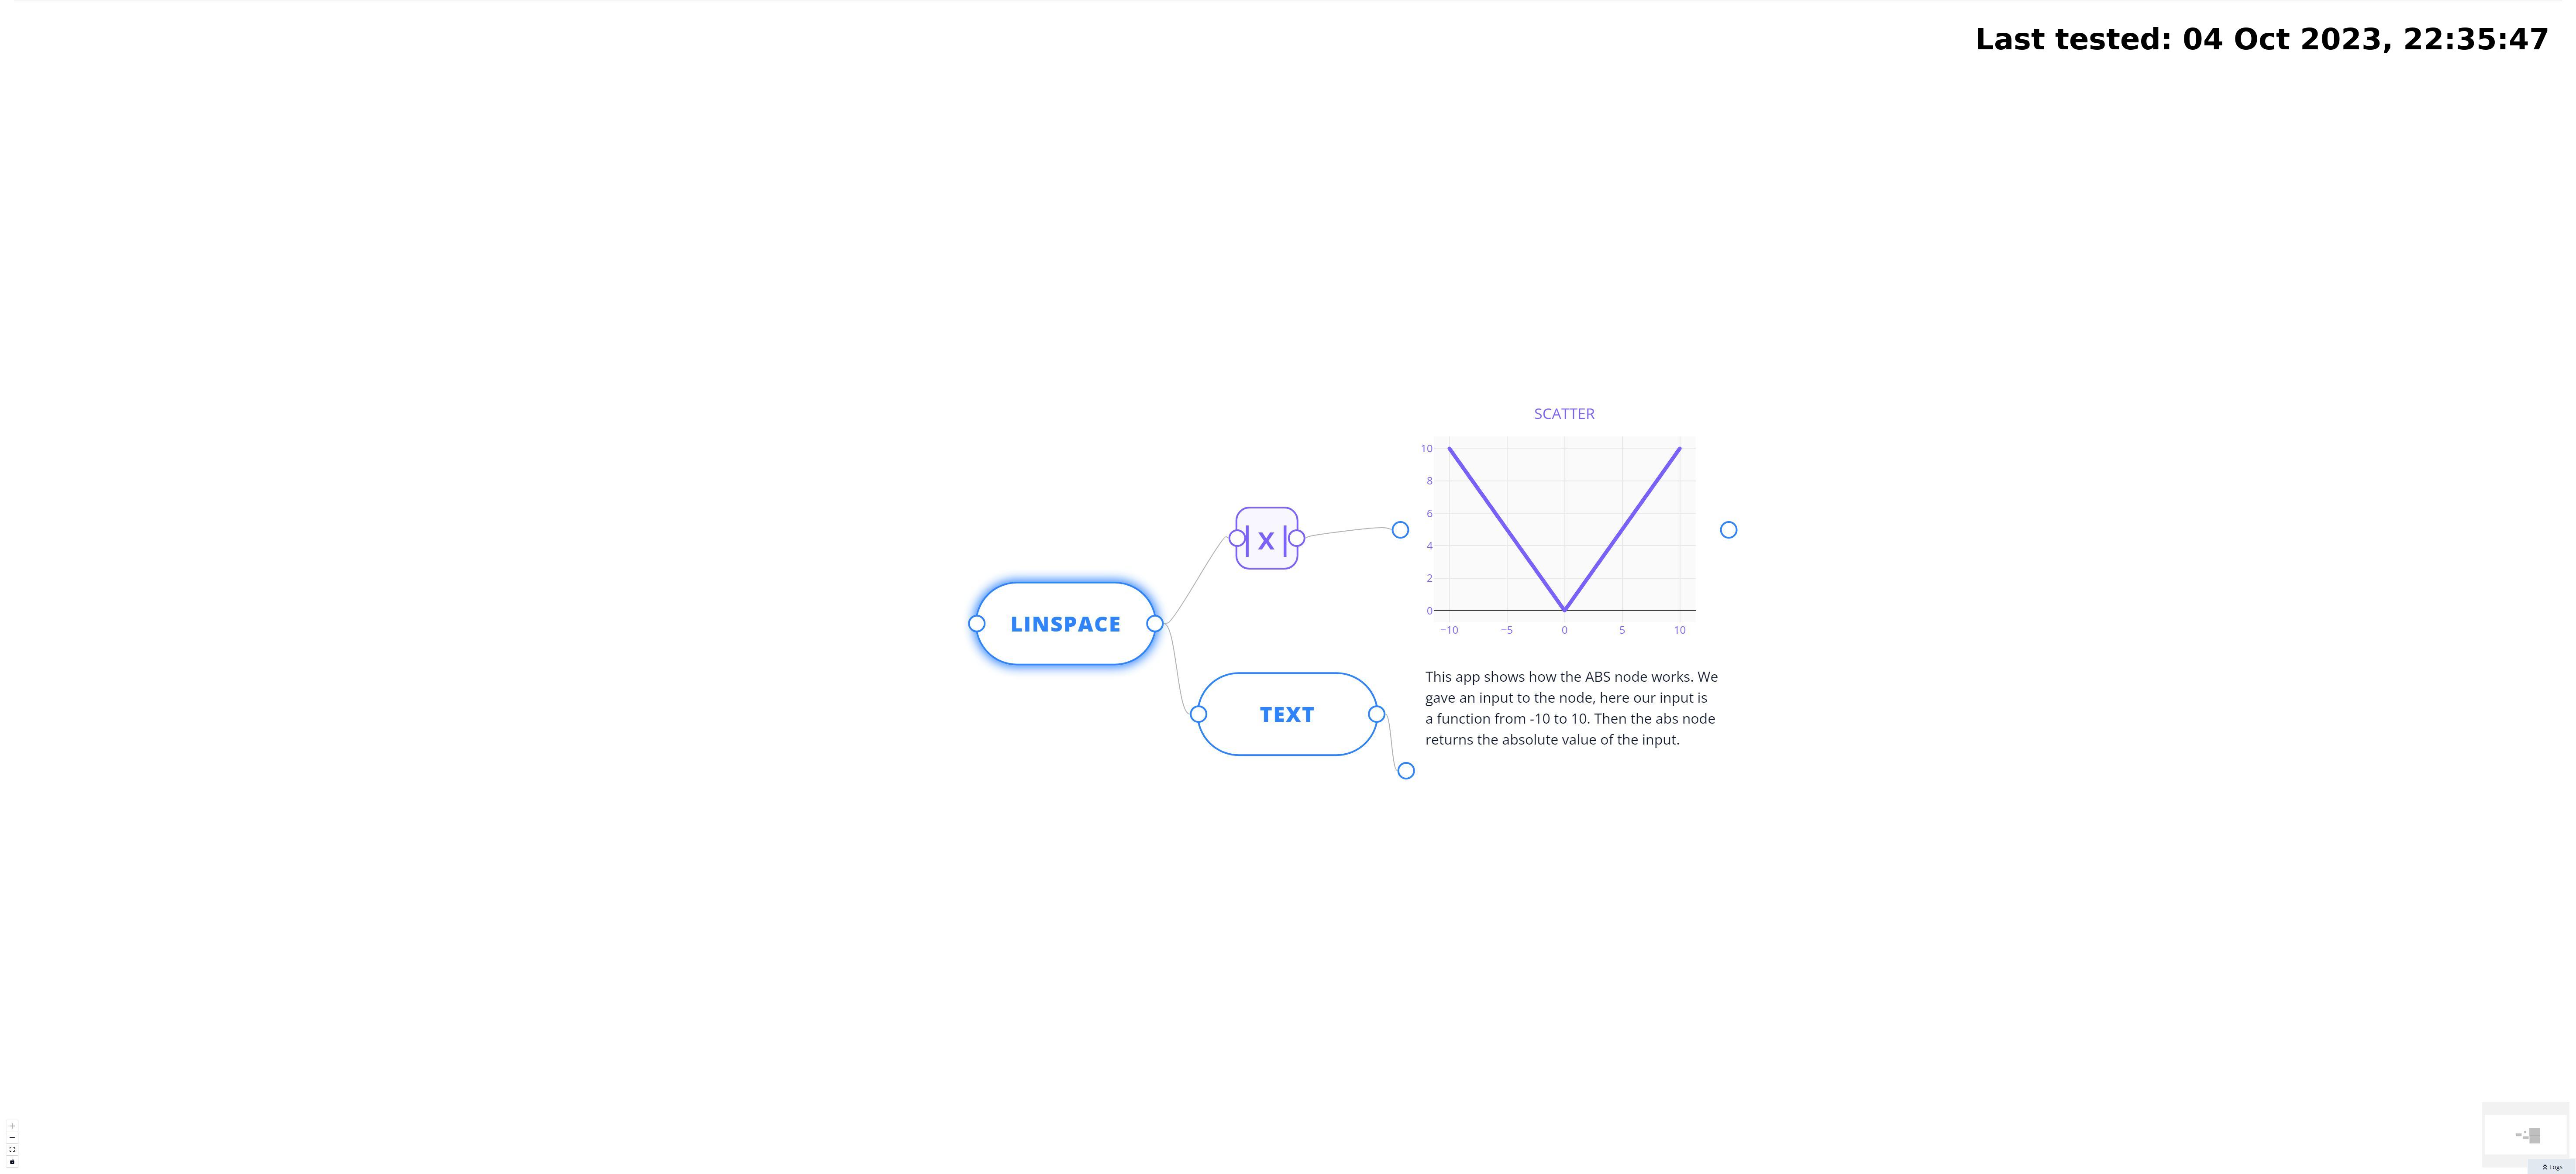 Last tested: 04 Oct 2023, 22:35:47
SCATTER
10
8
6
4
2
0
−10 −5 0 5 10
|X|
LINSPACE
TEXT
This app shows how the ABS node works. We
gave an input to the node, here our input is
a function from -10 to 10. Then the abs node
returns the absolute value of the input.
Logs